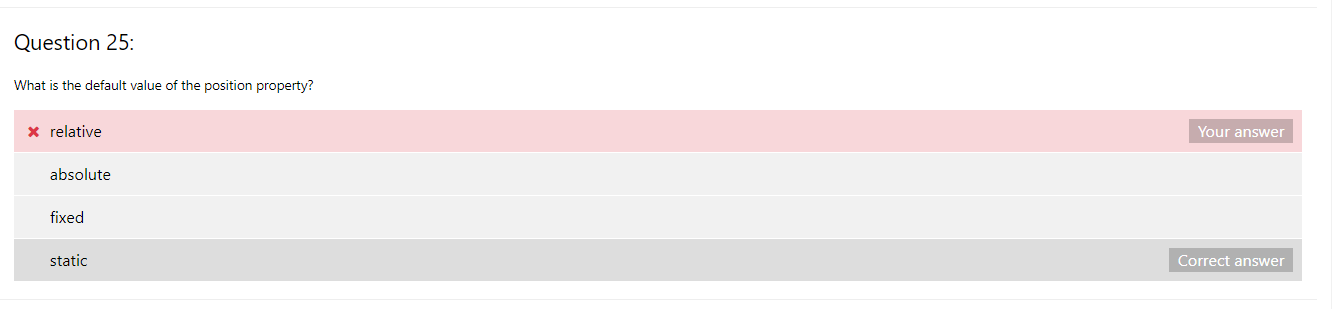 Question 25:
What is the default value of the position property?
relative Your answer
absolute
fixed
static Correct answer